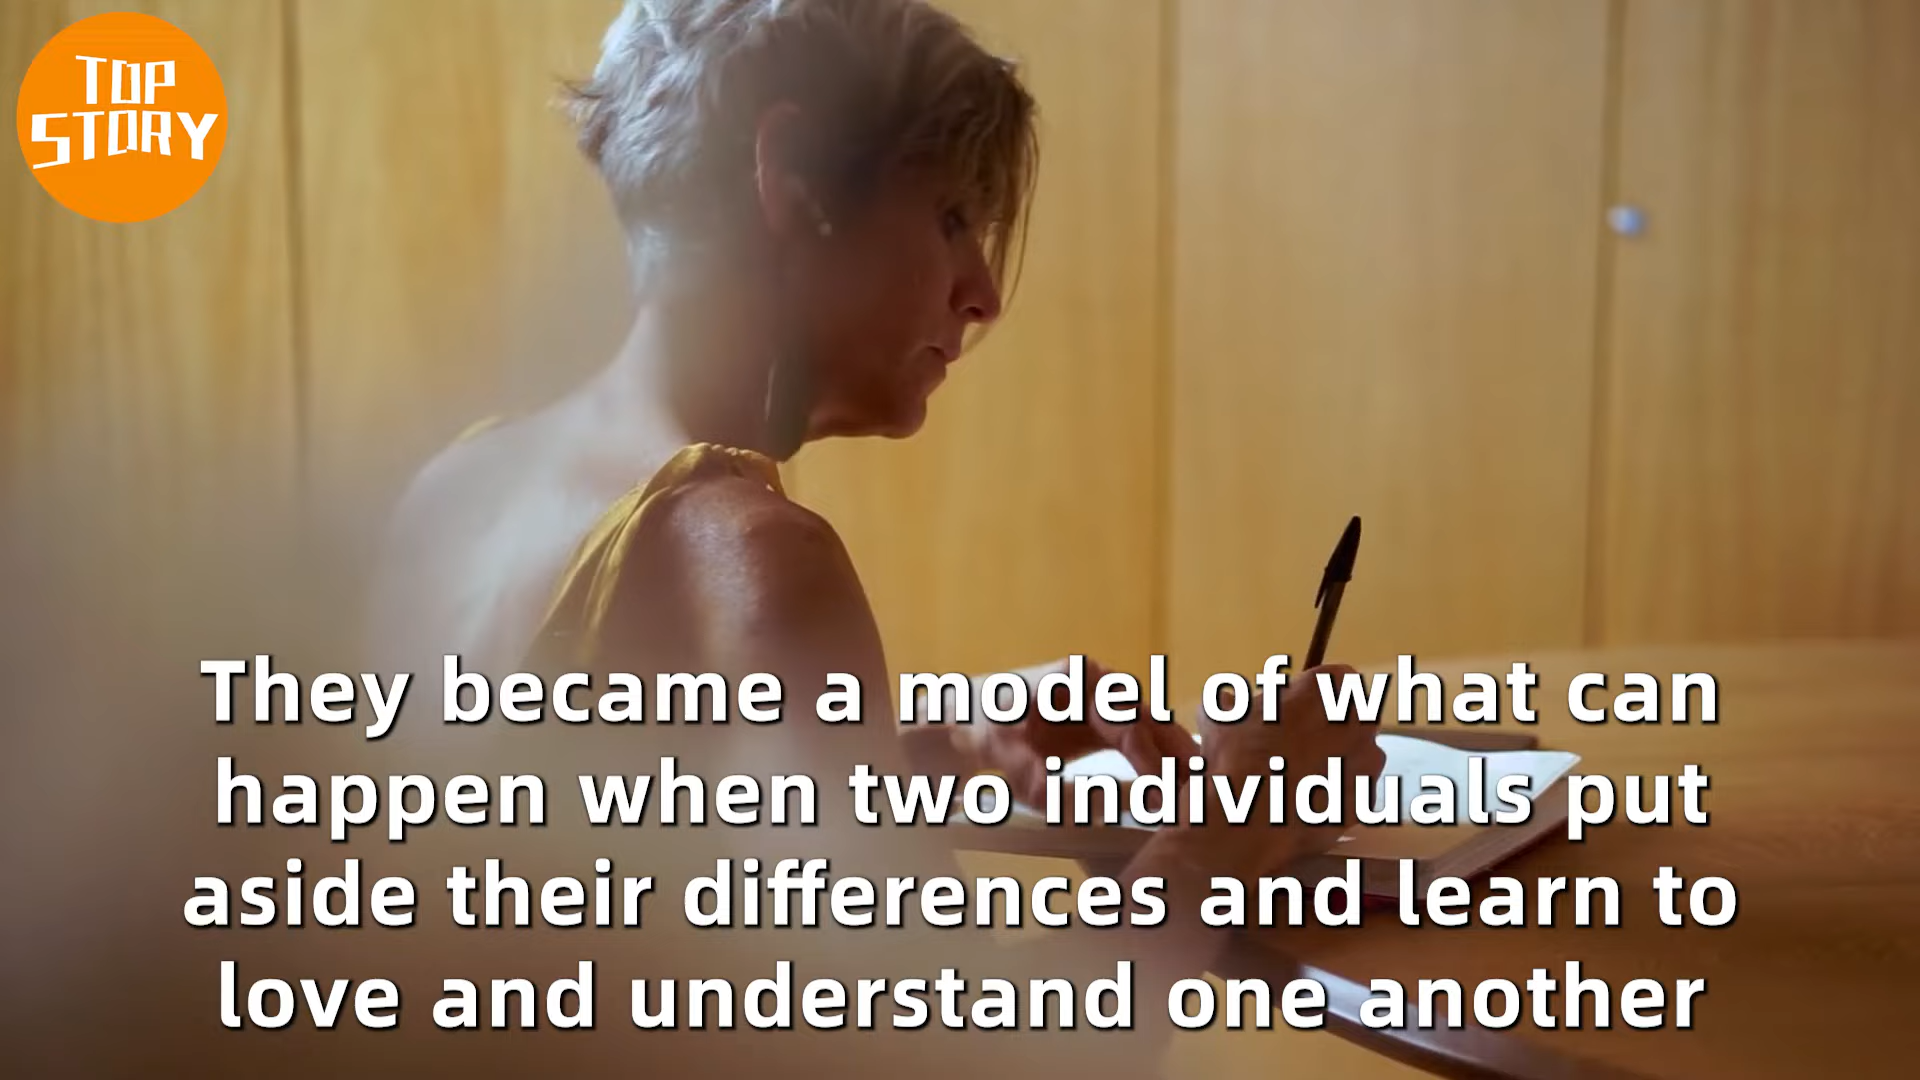 TOP
STORY
They became a model of what can
happen when two individuals put
aside their differences and learn to
love and understand one another